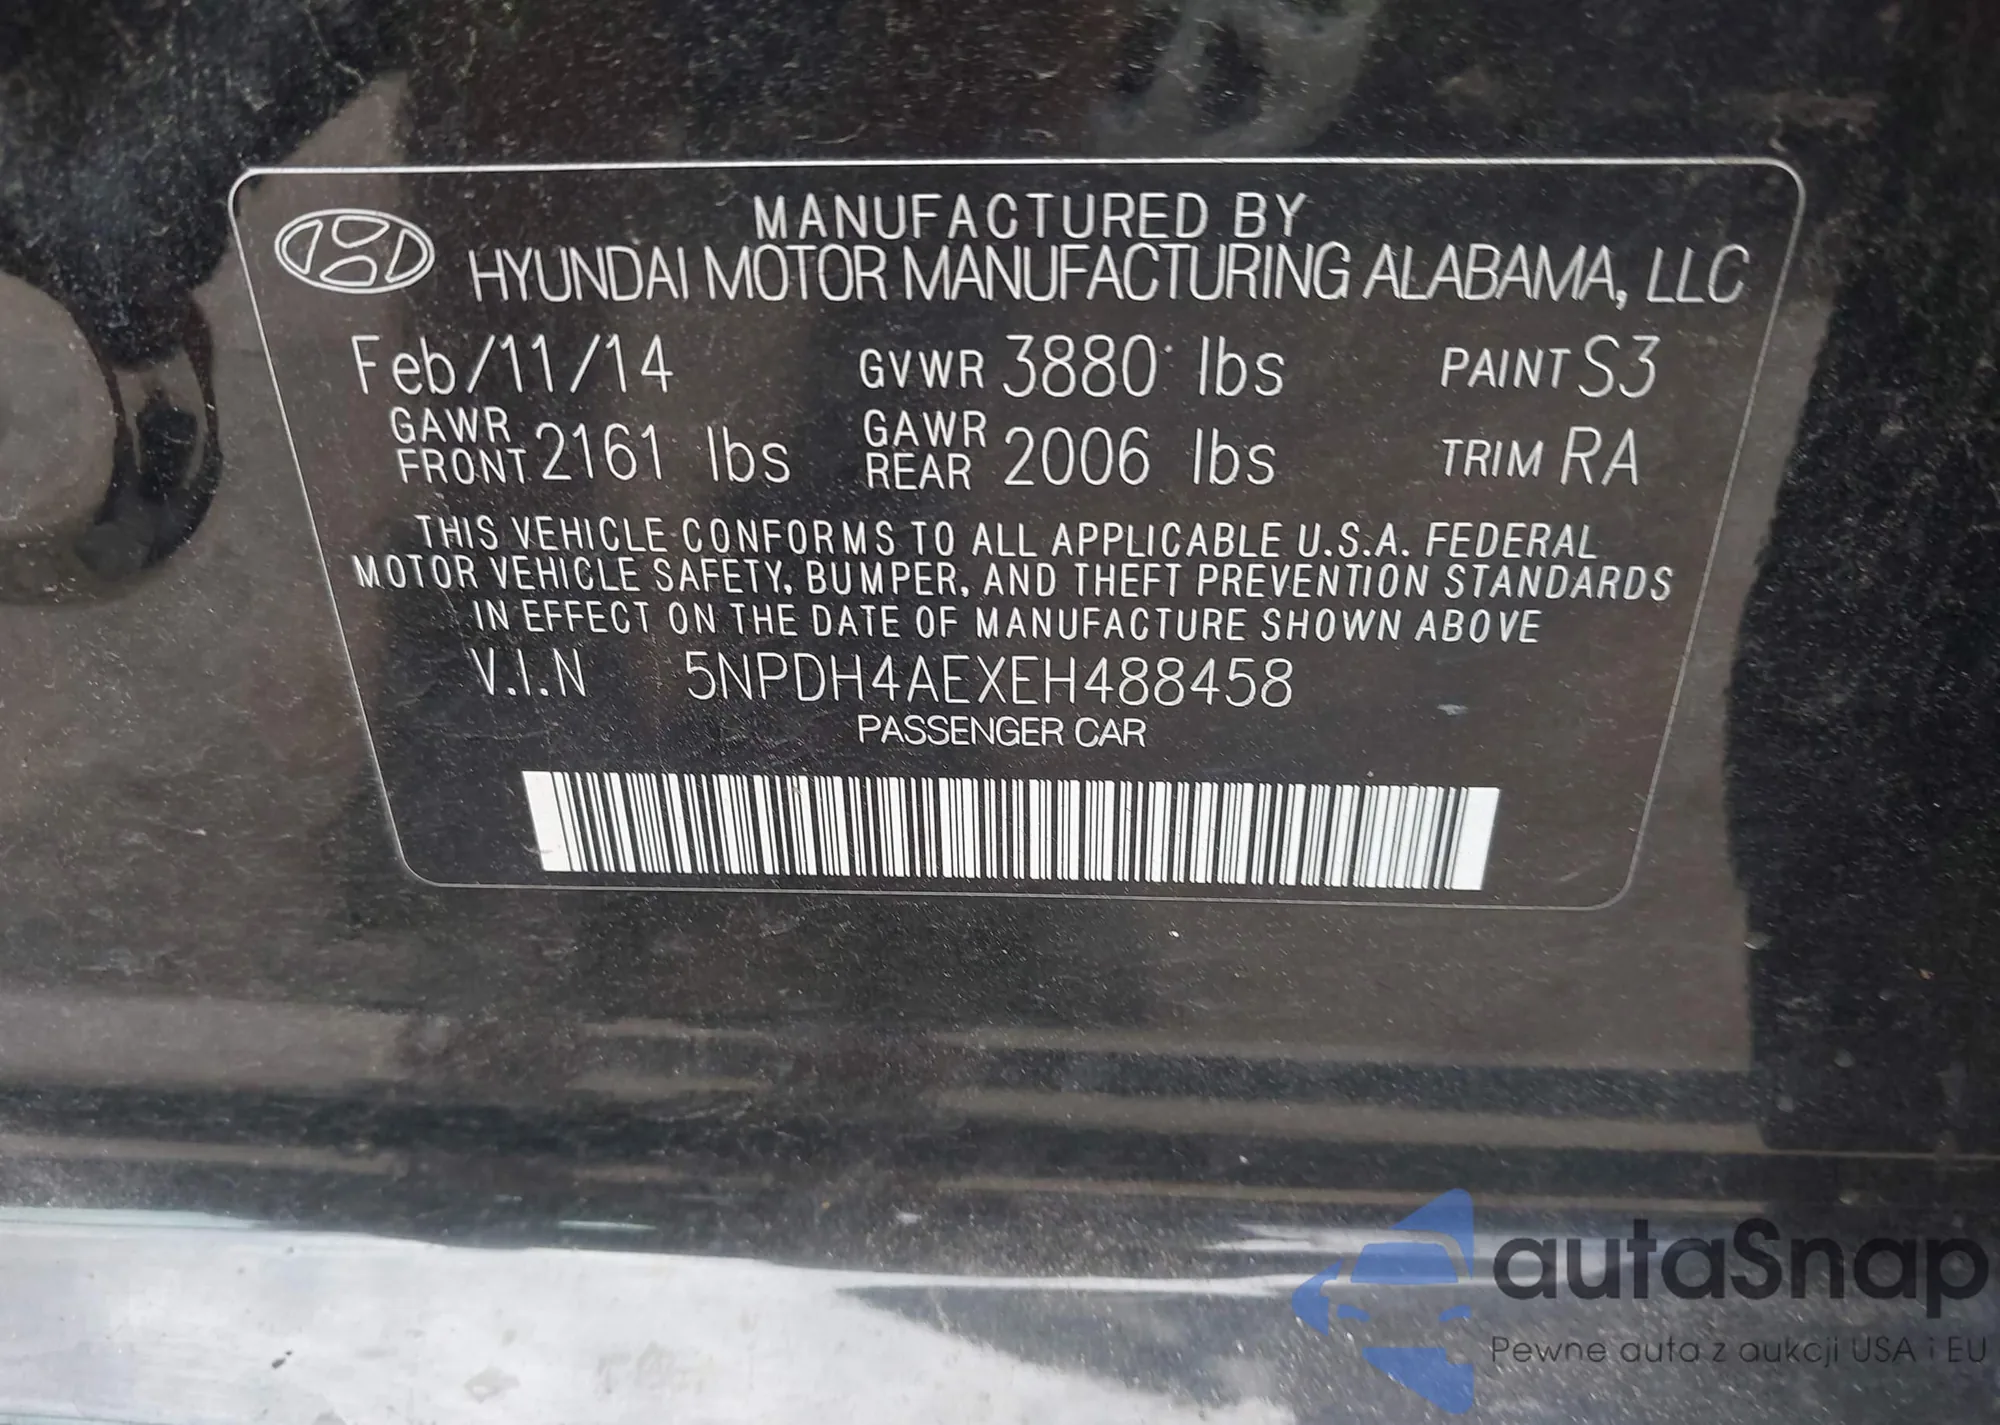 MANUFACTURED BY
HYUNDAI MOTOR MANUFACTURING ALABAMA, LLC
Feb/11/14 GVWR 3880 lbs PAINT S3
GAWR FRONT 2161 lbs GAWR REAR 2006 lbs TRIM RA
THIS VEHICLE CONFORMS TO ALL APPLICABLE U.S.A. FEDERAL
MOTOR VEHICLE SAFETY, BUMPER, AND THEFT PREVENTION STANDARDS
IN EFFECT ON THE DATE OF MANUFACTURE SHOWN ABOVE
V.I.N 5NPDH4AEXEH488458
PASSENGER CAR
autaSnap
Pewne auta z aukcji USA i EU